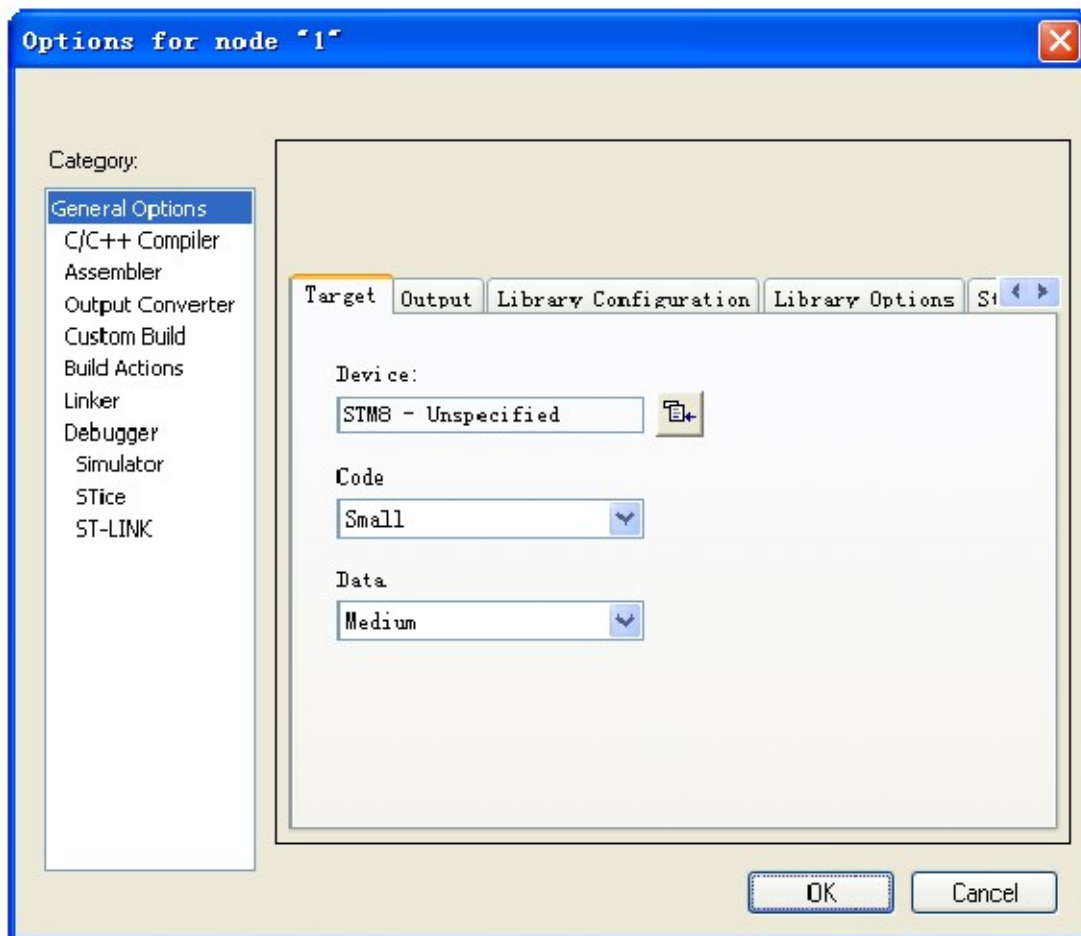 Options for node "1"
Category:
General Options
C/C++ Compiler
Assembler
Output Converter
Custom Build
Build Actions
Linker
Debugger
Simulator
STice
ST-LINK
Target Output Library Configuration Library Options
Device:
STM8 - Unspecified
Code
Small
Data
Medium
OK Cancel